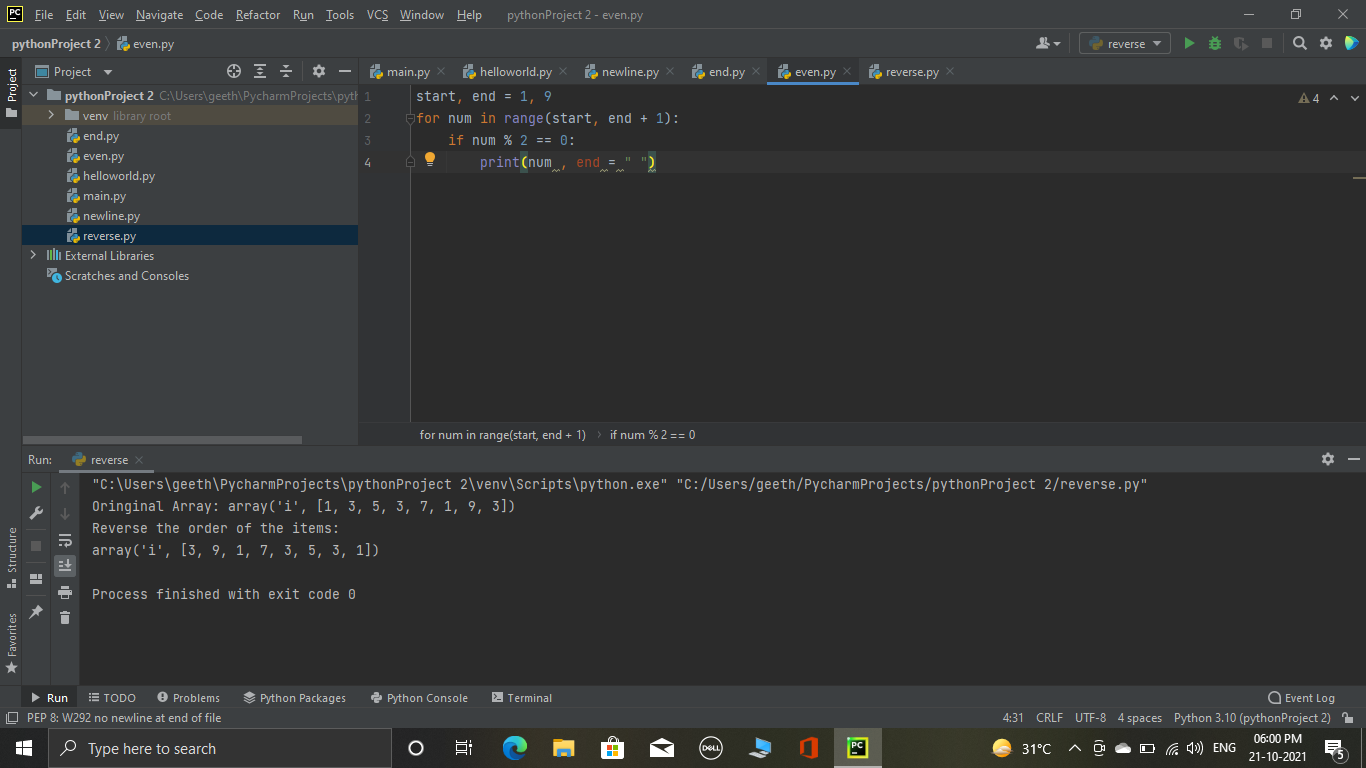 PC File Edit View Navigate Code Refactor Run Tools VCS Window Help pythonProject 2 - even.py
pythonProject 2 even.py reverse
Project
Project
main.py helloworld.py newline.py end.py even.py reverse.py
pythonProject 2 C:\Users\geeth\PycharmProjects\pyth
venv library root
end.py
even.py
helloworld.py
main.py
newline.py
reverse.py
External Libraries
Scratches and Consoles
1 start, end = 1, 9
2 for num in range(start, end + 1):
3 if num % 2 == 0:
4 print(num , end = " ")
4
for num in range(start, end + 1) if num % 2 == 0
Run: reverse
"C:\Users\geeth\PycharmProjects\pythonProject 2\venv\Scripts\python.exe" "C:/Users/geeth/PycharmProjects/pythonProject 2/reverse.py"
Oringinal Array: array('i', [1, 3, 5, 3, 7, 1, 9, 3])
Reverse the order of the items:
array('i', [3, 9, 1, 7, 3, 5, 3, 1])
Process finished with exit code 0
Structure
Favorites
Run TODO Problems Python Packages Python Console Terminal Event Log
PEP 8: W292 no newline at end of file 4:31 CRLF UTF-8 4 spaces Python 3.10 (pythonProject 2)
Type here to search DELL PC 31°C ENG 06:00 PM
21-10-2021 5